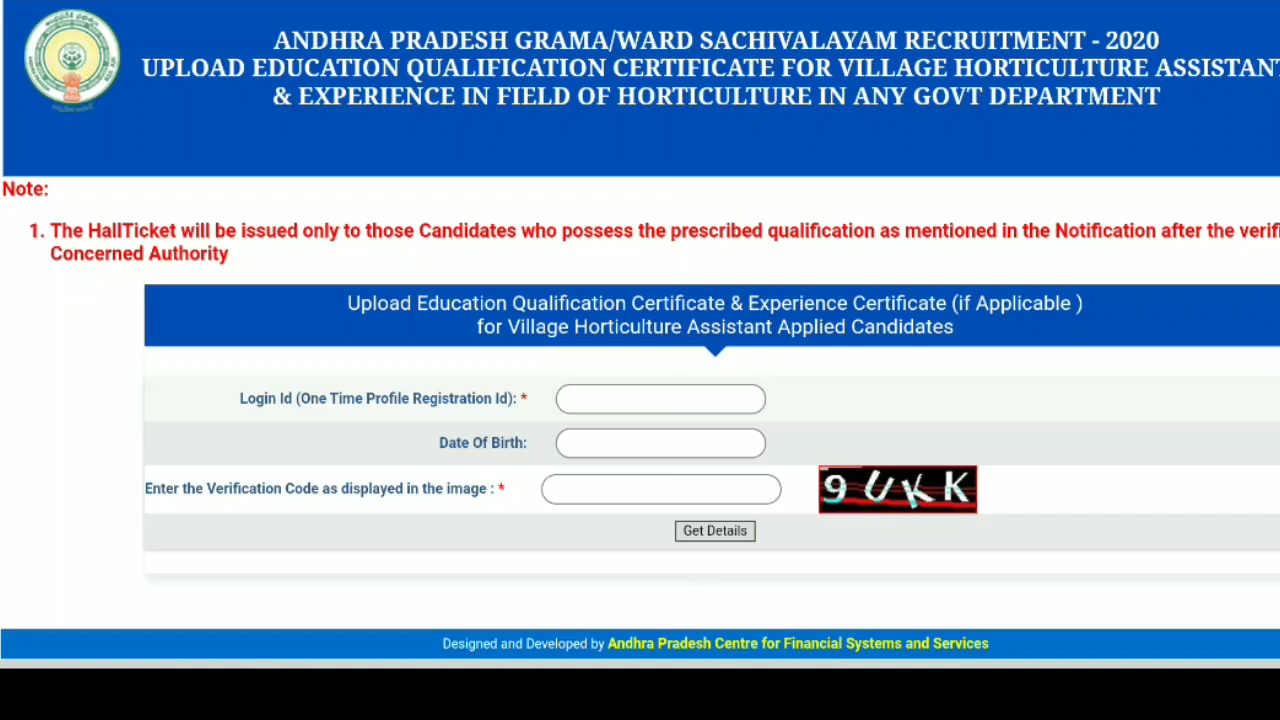 ANDHRA PRADESH GRAMA/WARD SACHIVALAYAM RECRUITMENT - 2020
UPLOAD EDUCATION QUALIFICATION CERTIFICATE FOR VILLAGE HORTICULTURE ASSISTANT
& EXPERIENCE IN FIELD OF HORTICULTURE IN ANY GOVT DEPARTMENT
Note:
1. The HallTicket will be issued only to those Candidates who possess the prescribed qualification as mentioned in the Notification after the verifi
Concerned Authority
Upload Education Qualification Certificate & Experience Certificate (if Applicable )
for Village Horticulture Assistant Applied Candidates
Login Id (One Time Profile Registration Id): *
Date Of Birth:
Enter the Verification Code as displayed in the image : *
9UKK
Get Details
Designed and Developed by Andhra Pradesh Centre for Financial Systems and Services